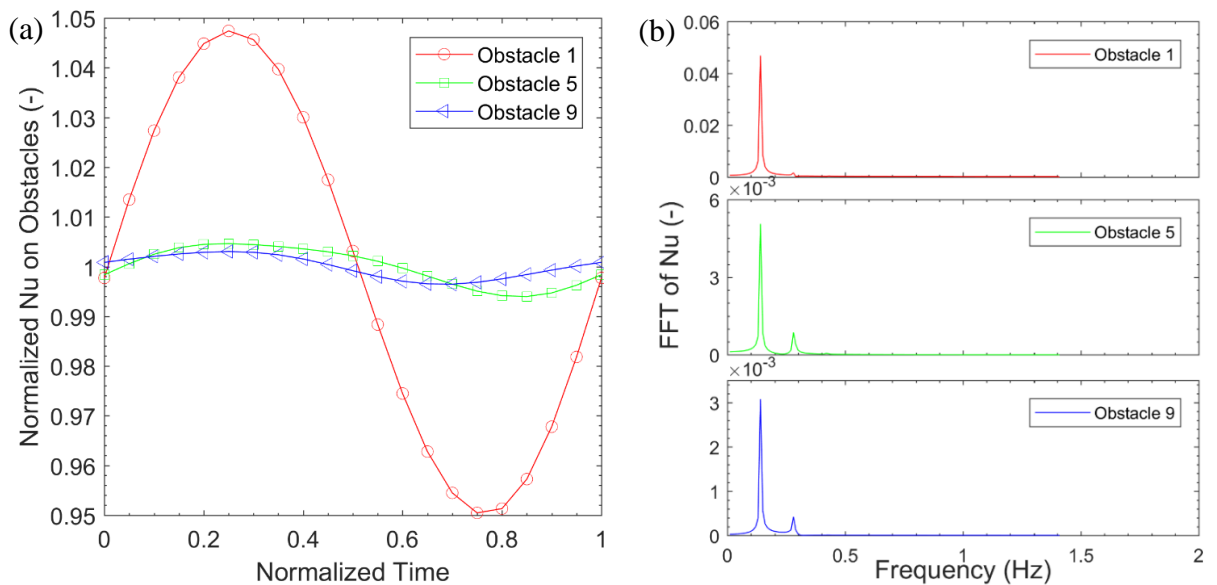 (a)
Normalized Nu on Obstacles (-)
1.05
1.04
1.03
1.02
1.01
1
0.99
0.98
0.97
0.96
0.95
0
0.2
0.4
0.6
0.8
1
Normalized Time
Obstacle 1
Obstacle 5
Obstacle 9
(b)
FFT of Nu (-)
0.06
0.04
0.02
0
Obstacle 1
×10⁻³
6
3
0
Obstacle 5
×10⁻³
3
2
1
0
Obstacle 9
0
0.5
1
1.5
2
Frequency (Hz)